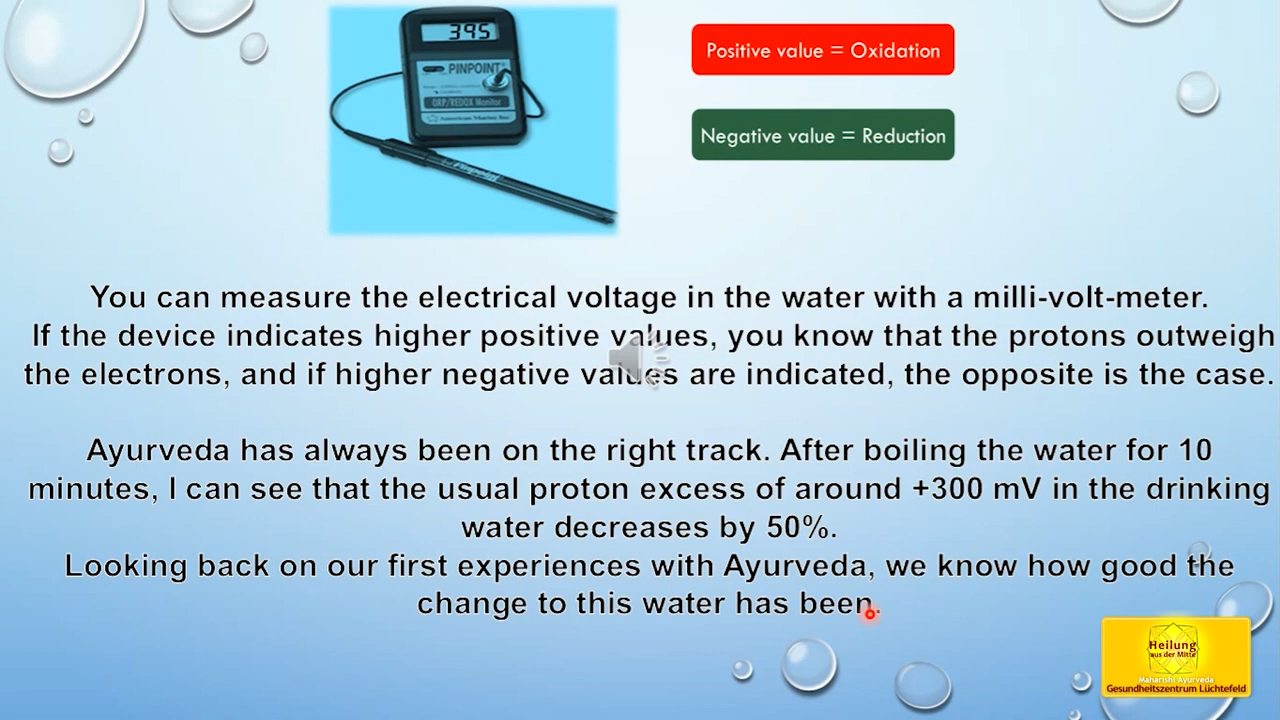 395
PINPOINT
ORP/REDOX Monitor
American Marine Inc
Pinpoint
Positive value = Oxidation
Negative value = Reduction
You can measure the electrical voltage in the water with a milli-volt-meter.
If the device indicates higher positive values, you know that the protons outweigh
the electrons, and if higher negative values are indicated, the opposite is the case.
Ayurveda has always been on the right track. After boiling the water for 10
minutes, I can see that the usual proton excess of around +300 mV in the drinking
water decreases by 50%.
Looking back on our first experiences with Ayurveda, we know how good the
change to this water has been.
Heilung
aus der Mitte
Maharishi Ayurveda
Gesundheitszentrum Lüchtefeld